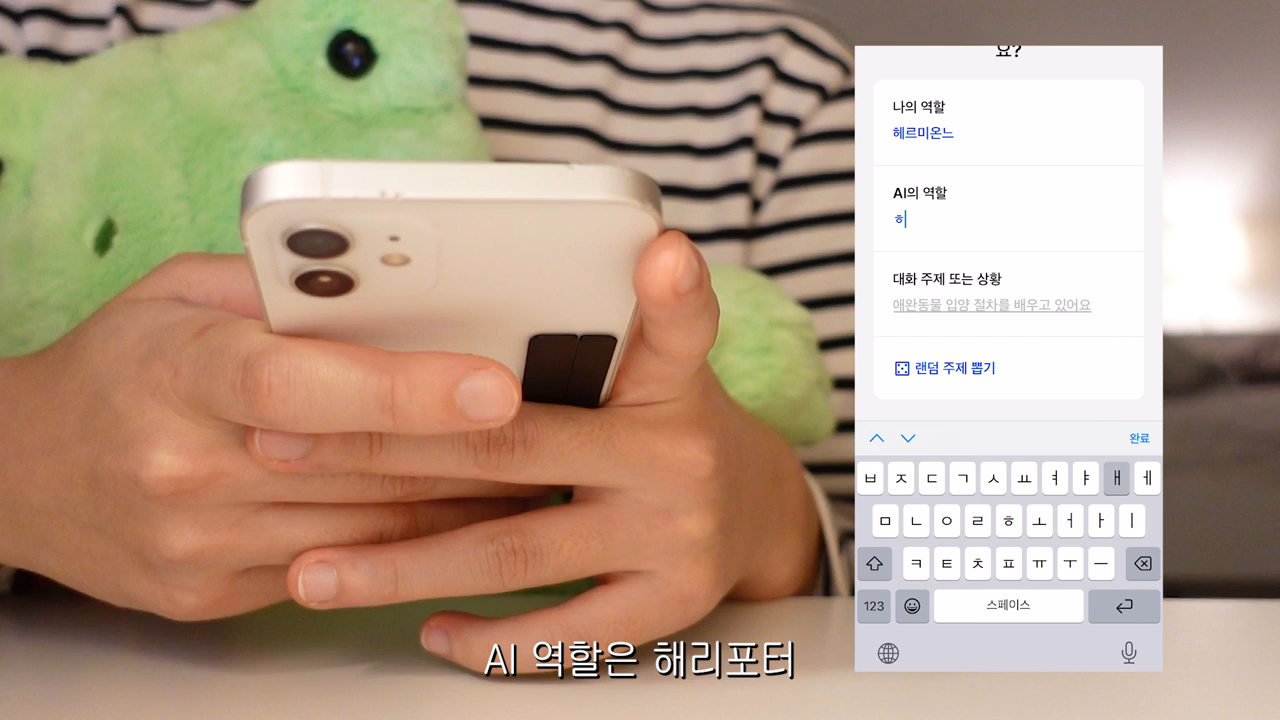 요?
나의 역할
헤르미온느
AI의 역할
ㅎ
대화 주제 또는 상황
애완동물 입양 절차를 배우고 있어요
랜덤 주제 뽑기
완료
ㅂ ㅈ ㄷ ㄱ ㅅ ㅛ ㅕ ㅑ ㅐ ㅔ
ㅁ ㄴ ㅇ ㄹ ㅎ ㅗ ㅓ ㅏ ㅣ
ㅋ ㅌ ㅊ ㅍ ㅠ ㅜ ㅡ
123 스페이스
AI 역할은 해리포터